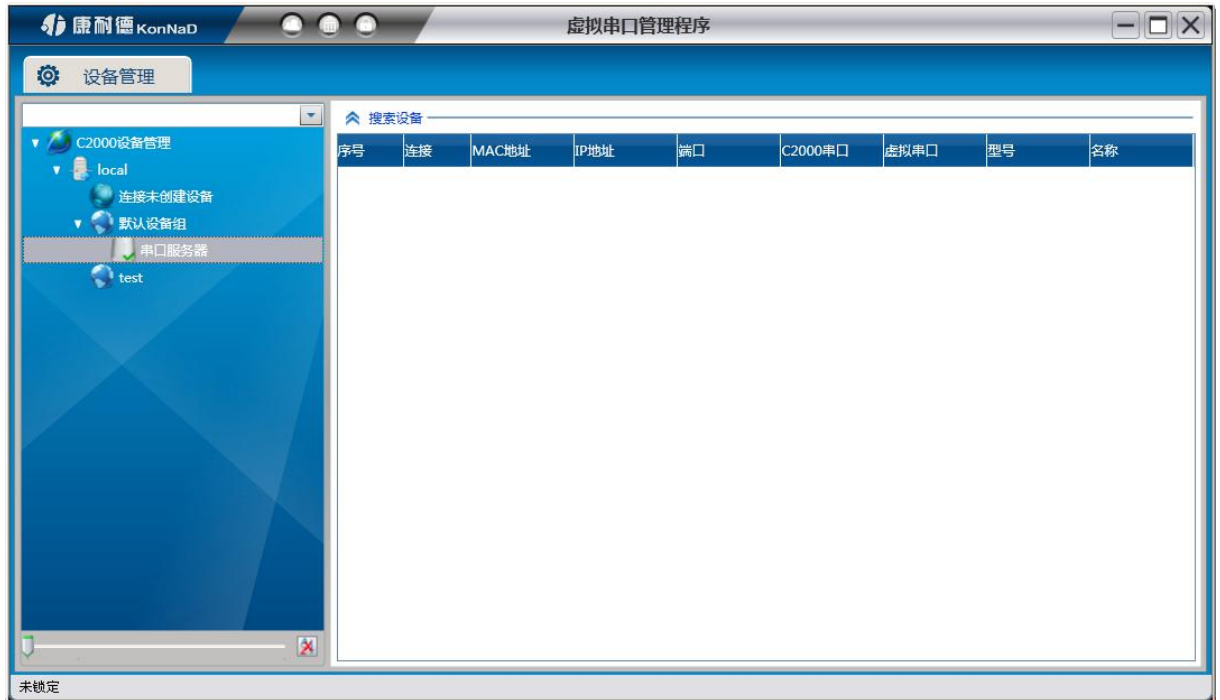 康耐德 KonNaD
虚拟串口管理程序
设备管理
C2000设备管理
local
连接未创建设备
默认设备组
串口服务器
test
搜索设备
序号 连接 MAC地址 IP地址 端口 C2000串口 虚拟串口 型号 名称
未锁定